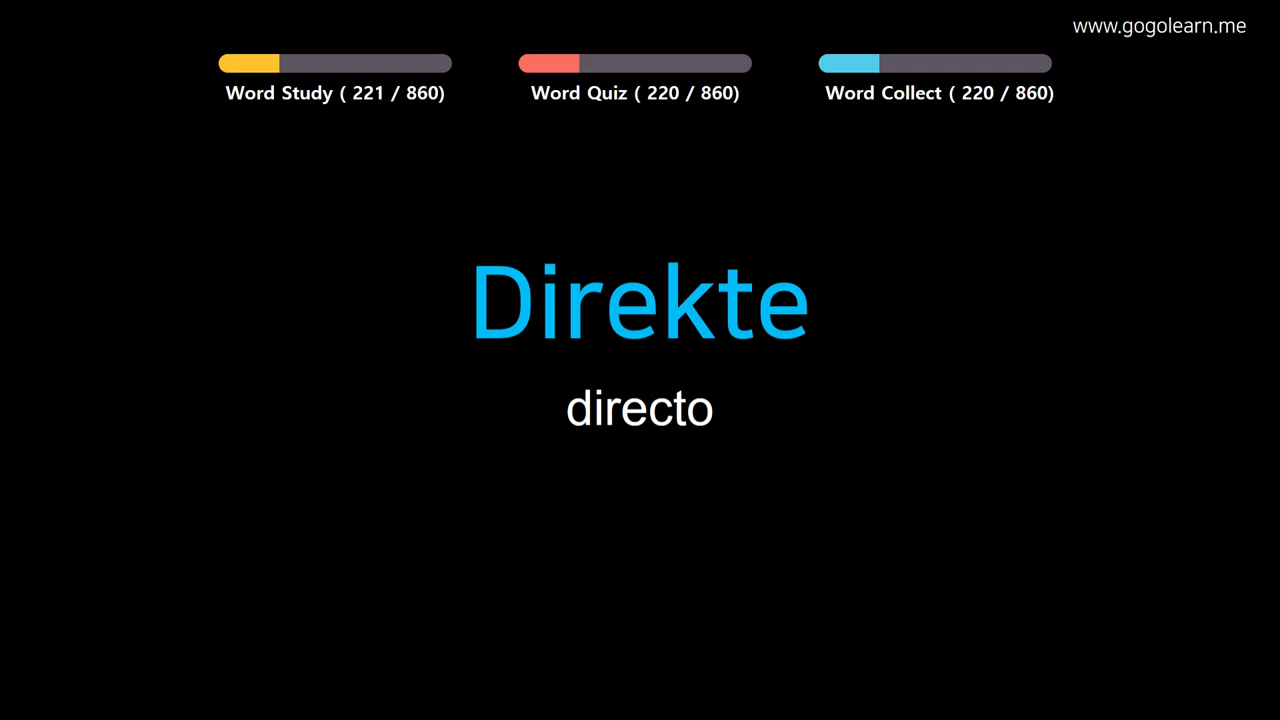 www.gogolearn.me
Word Study ( 221 / 860)
Word Quiz ( 220 / 860)
Word Collect ( 220 / 860)
Direkte
directo